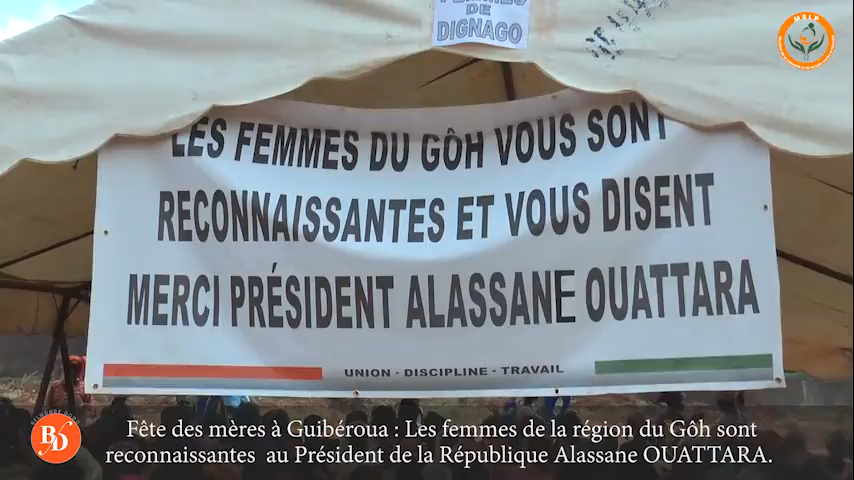 FEMMES
DE
DIGNAGO
MSLP
LES FEMMES DU GÔH VOUS SONT
RECONNAISSANTES ET VOUS DISENT
MERCI PRÉSIDENT ALASSANE OUATTARA
UNION - DISCIPLINE - TRAVAIL
BD
Fête des mères à Guibéroua : Les femmes de la région du Gôh sont
reconnaissantes au Président de la République Alassane OUATTARA.